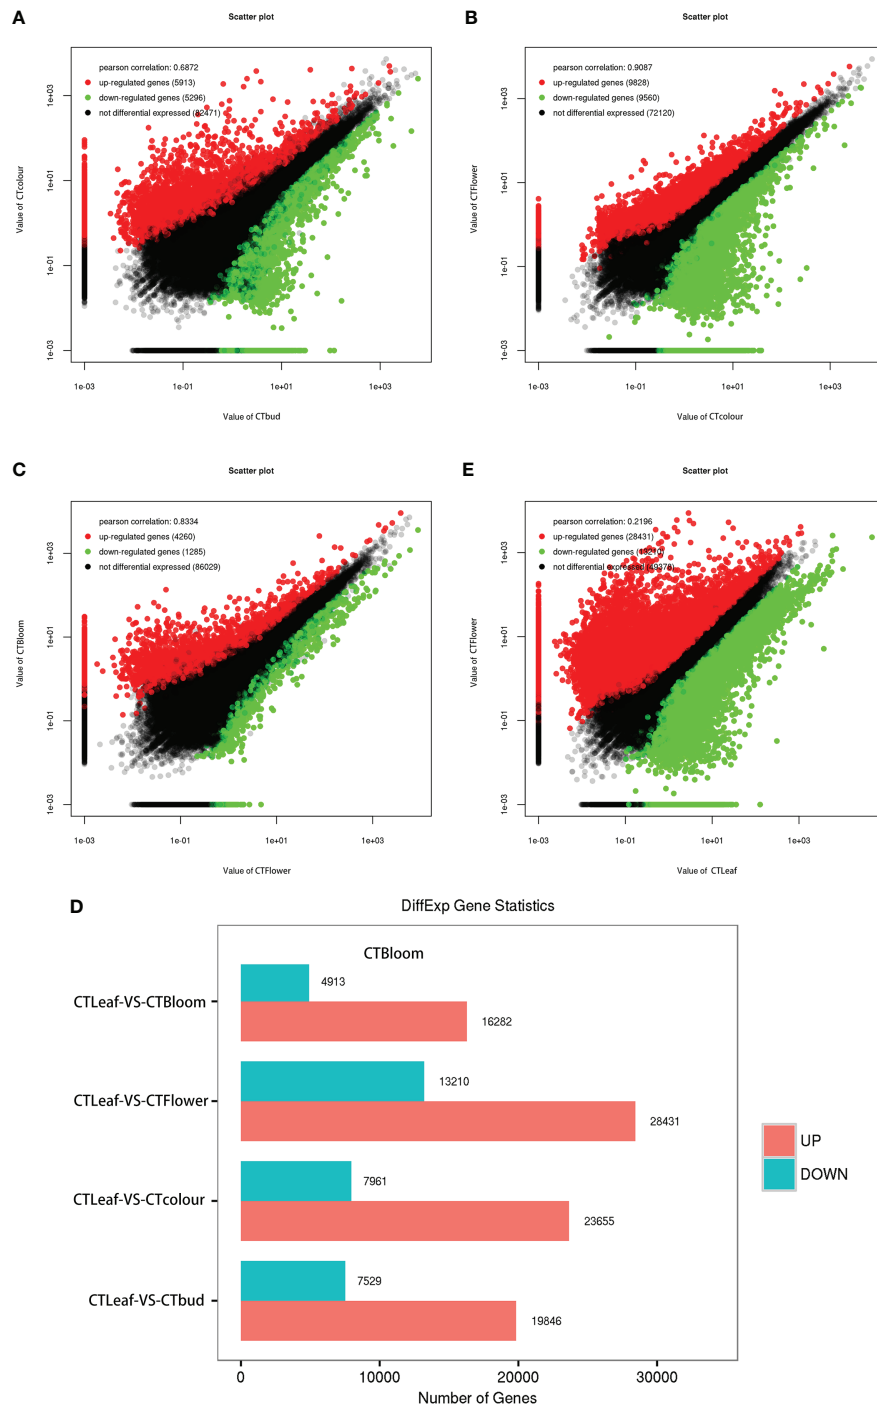 A
Scatter plot
pearson correlation: 0.6872
up-regulated genes (5913)
down-regulated genes (5296)
not differential expressed (82471)
Value of CTcolour
1e-03
1e-01
1e+01
1e+03
1e-03
1e-01
1e+01
1e+03
Value of CTbud
B
Scatter plot
pearson correlation: 0.9087
up-regulated genes (9828)
down-regulated genes (9560)
not differential expressed (72120)
Value of CTFlower
1e-03
1e-01
1e+01
1e+03
1e-03
1e-01
1e+01
1e+03
Value of CTcolour
C
Scatter plot
pearson correlation: 0.8334
up-regulated genes (4260)
down-regulated genes (1285)
not differential expressed (86029)
Value of CTBloom
1e-03
1e-01
1e+01
1e+03
1e-03
1e-01
1e+01
1e+03
Value of CTFlower
E
Scatter plot
pearson correlation: 0.2196
up-regulated genes (28431)
down-regulated genes (13210)
not differential expressed (49378)
Value of CTFlower
1e-03
1e-01
1e+01
1e+03
1e-03
1e-01
1e+01
1e+03
Value of CTLeaf
D
DiffExp Gene Statistics
CTBloom
CTLeaf-VS-CTBloom
4913
16282
CTLeaf-VS-CTFlower
13210
28431
CTLeaf-VS-CTcolour
7961
23655
CTLeaf-VS-CTbud
7529
19846
0
10000
20000
30000
Number of Genes
UP
DOWN